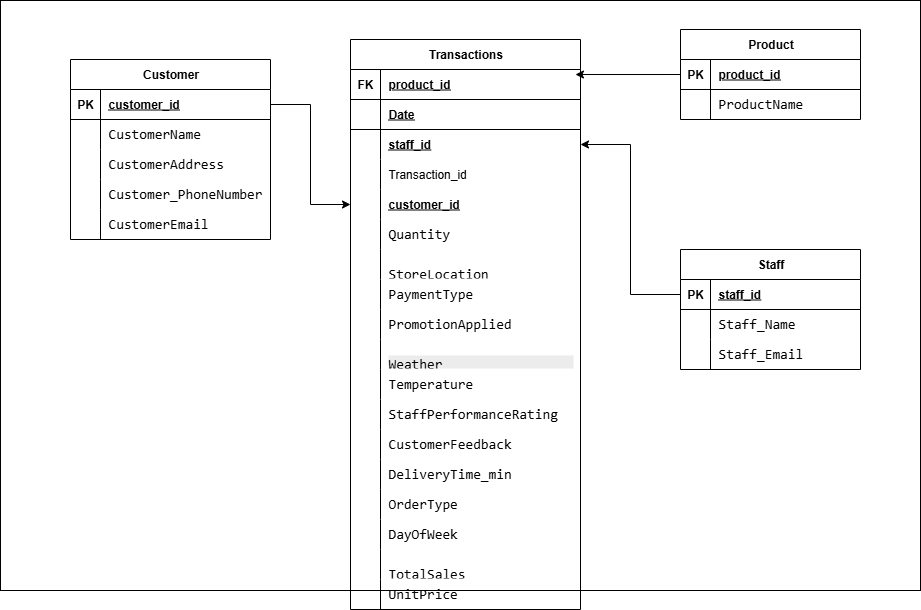 Customer
PK customer_id
CustomerName
CustomerAddress
Customer_PhoneNumber
CustomerEmail
Transactions
FK product_id
Date
staff_id
Transaction_id
customer_id
Quantity
StoreLocation
PaymentType
PromotionApplied
Weather
Temperature
StaffPerformanceRating
CustomerFeedback
DeliveryTime_min
OrderType
DayOfWeek
TotalSales
UnitPrice
Product
PK product_id
ProductName
Staff
PK staff_id
Staff_Name
Staff_Email